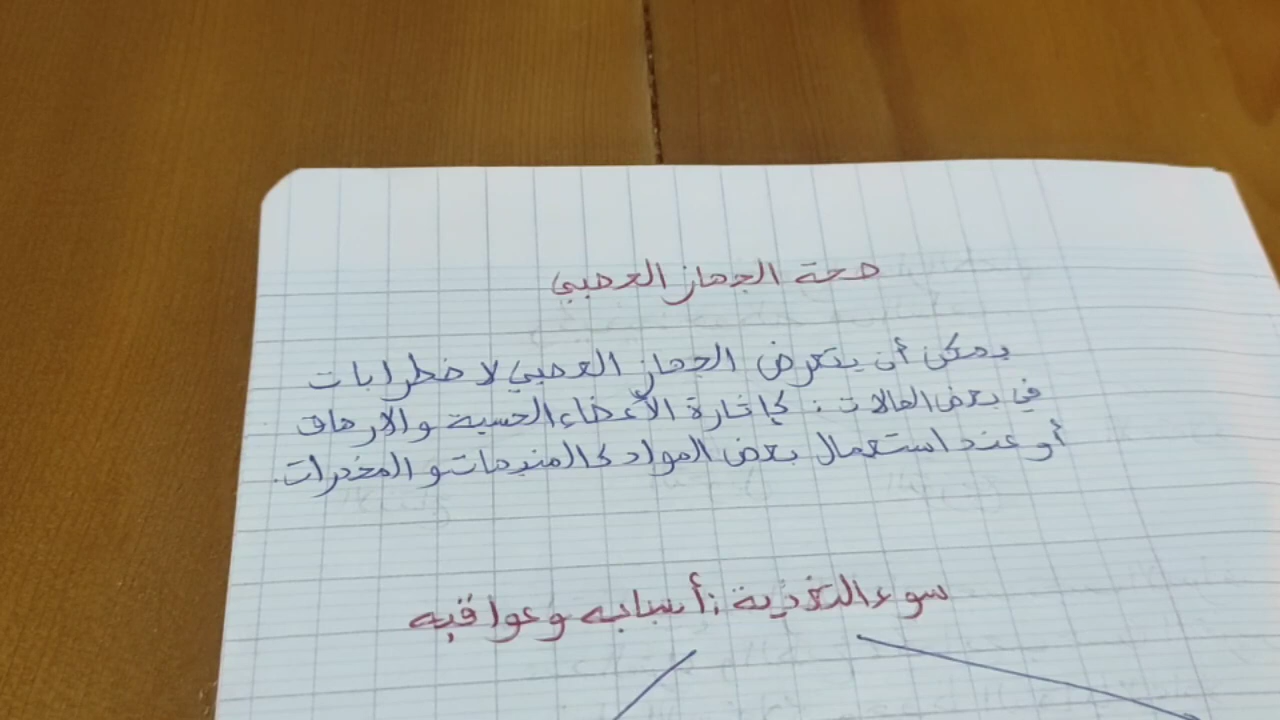 صحة الجهاز العصبي
يمكن أن يتعرض الجهاز العصبي لاضطرابات
في بعض الحالات : كإثارة الأعضاء الحسية والارهاق
أو عند استعمال بعض المواد كالمنبهات والمخدرات.
سوء التغذية : أسبابه وعواقبه